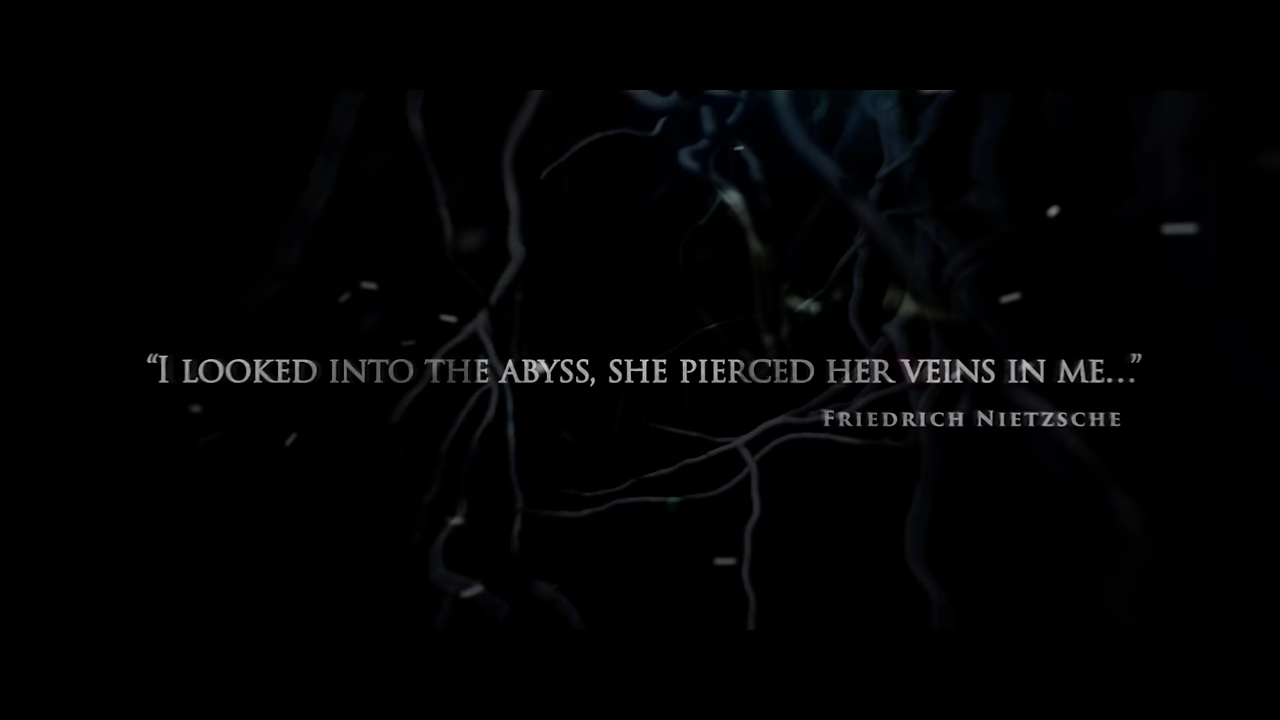 “I LOOKED INTO THE ABYSS, SHE PIERCED HER VEINS IN ME...”
FRIEDRICH NIETZSCHE